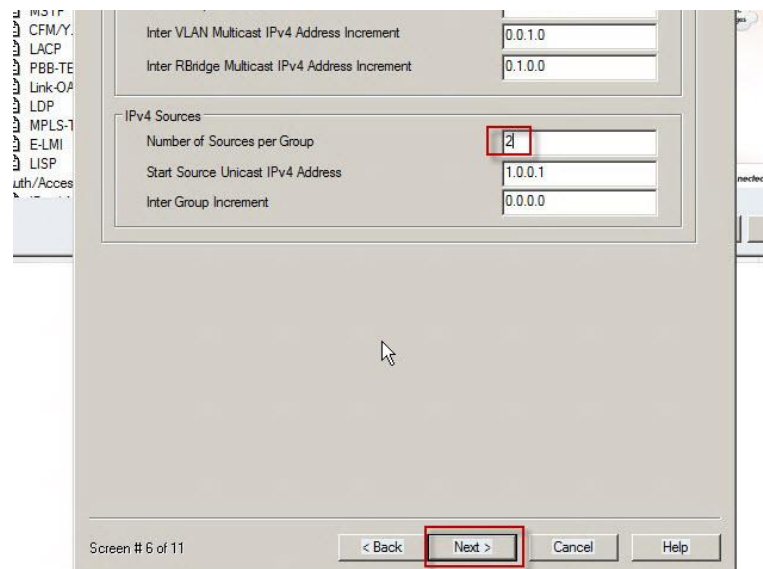 MSTP
CFM/Y.
LACP
PBB-TE
Link-OA
LDP
MPLS-T
E-LMI
LISP
uth/Acces
Inter VLAN Multicast IPv4 Address Increment 0.0.1.0
Inter RBridge Multicast IPv4 Address Increment 0.1.0.0
IPv4 Sources
Number of Sources per Group 2
Start Source Unicast IPv4 Address 1.0.0.1
Inter Group Increment 0.0.0.0
nected
Screen # 6 of 11 < Back Next > Cancel Help